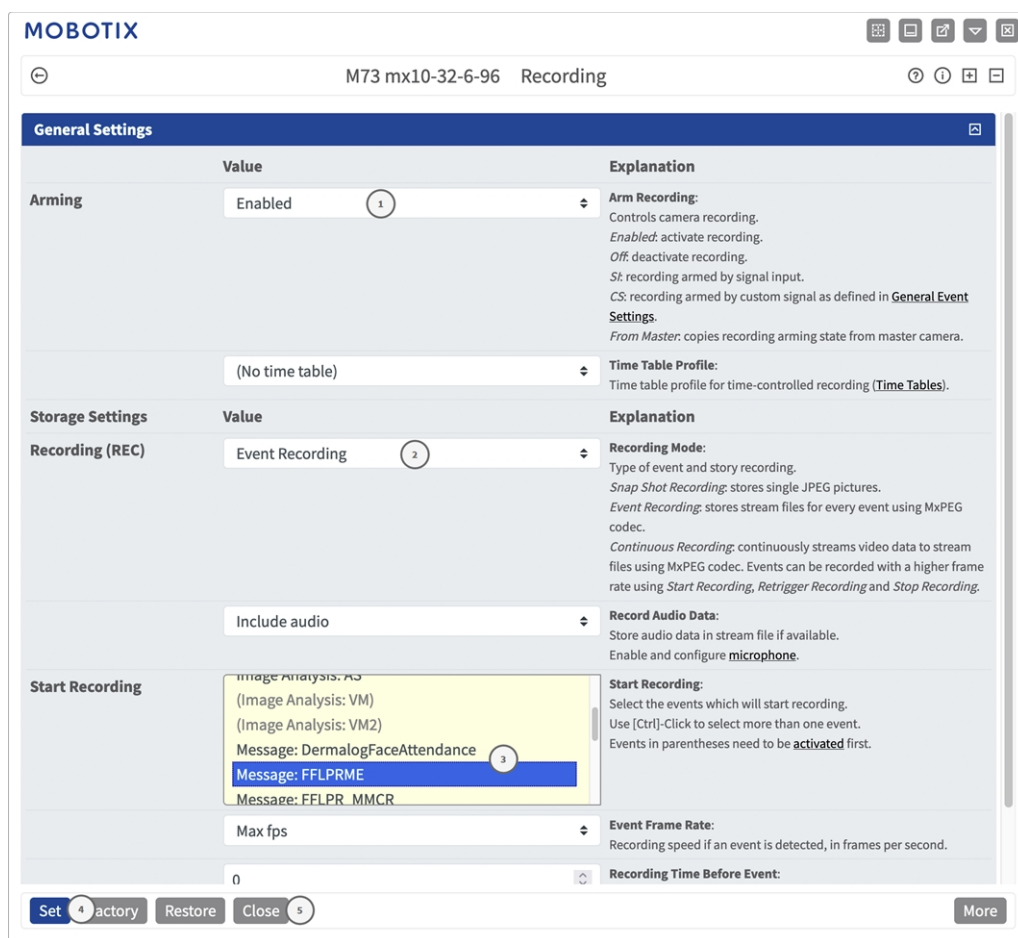 MOBOTIX
M73 mx10-32-6-96 Recording
General Settings
Value Explanation
Arming
Enabled
1
Arm Recording:
Controls camera recording.
Enabled: activate recording.
Off: deactivate recording.
SI: recording armed by signal input.
CS: recording armed by custom signal as defined in General Event
Settings.
From Master: copies recording arming state from master camera.
(No time table)
Time Table Profile:
Time table profile for time-controlled recording (Time Tables).
Storage Settings Value Explanation
Recording (REC)
Event Recording
2
Recording Mode:
Type of event and story recording.
Snap Shot Recording: stores single JPEG pictures.
Event Recording: stores stream files for every event using MxPEG
codec.
Continuous Recording: continuously streams video data to stream
files using MxPEG codec. Events can be recorded with a higher frame
rate using Start Recording, Retrigger Recording and Stop Recording.
Include audio
Record Audio Data:
Store audio data in stream file if available.
Enable and configure microphone.
Start Recording
Image Analysis: AS
(Image Analysis: VM)
(Image Analysis: VM2)
Message: DermalogFaceAttendance
3
Message: FFLPRME
Message: FFLPR_MMCR
Start Recording:
Select the events which will start recording.
Use [Ctrl]-Click to select more than one event.
Events in parentheses need to be activated first.
Max fps
Event Frame Rate:
Recording speed if an event is detected, in frames per second.
0
Recording Time Before Event:
Set 4 actory Restore Close 5 More